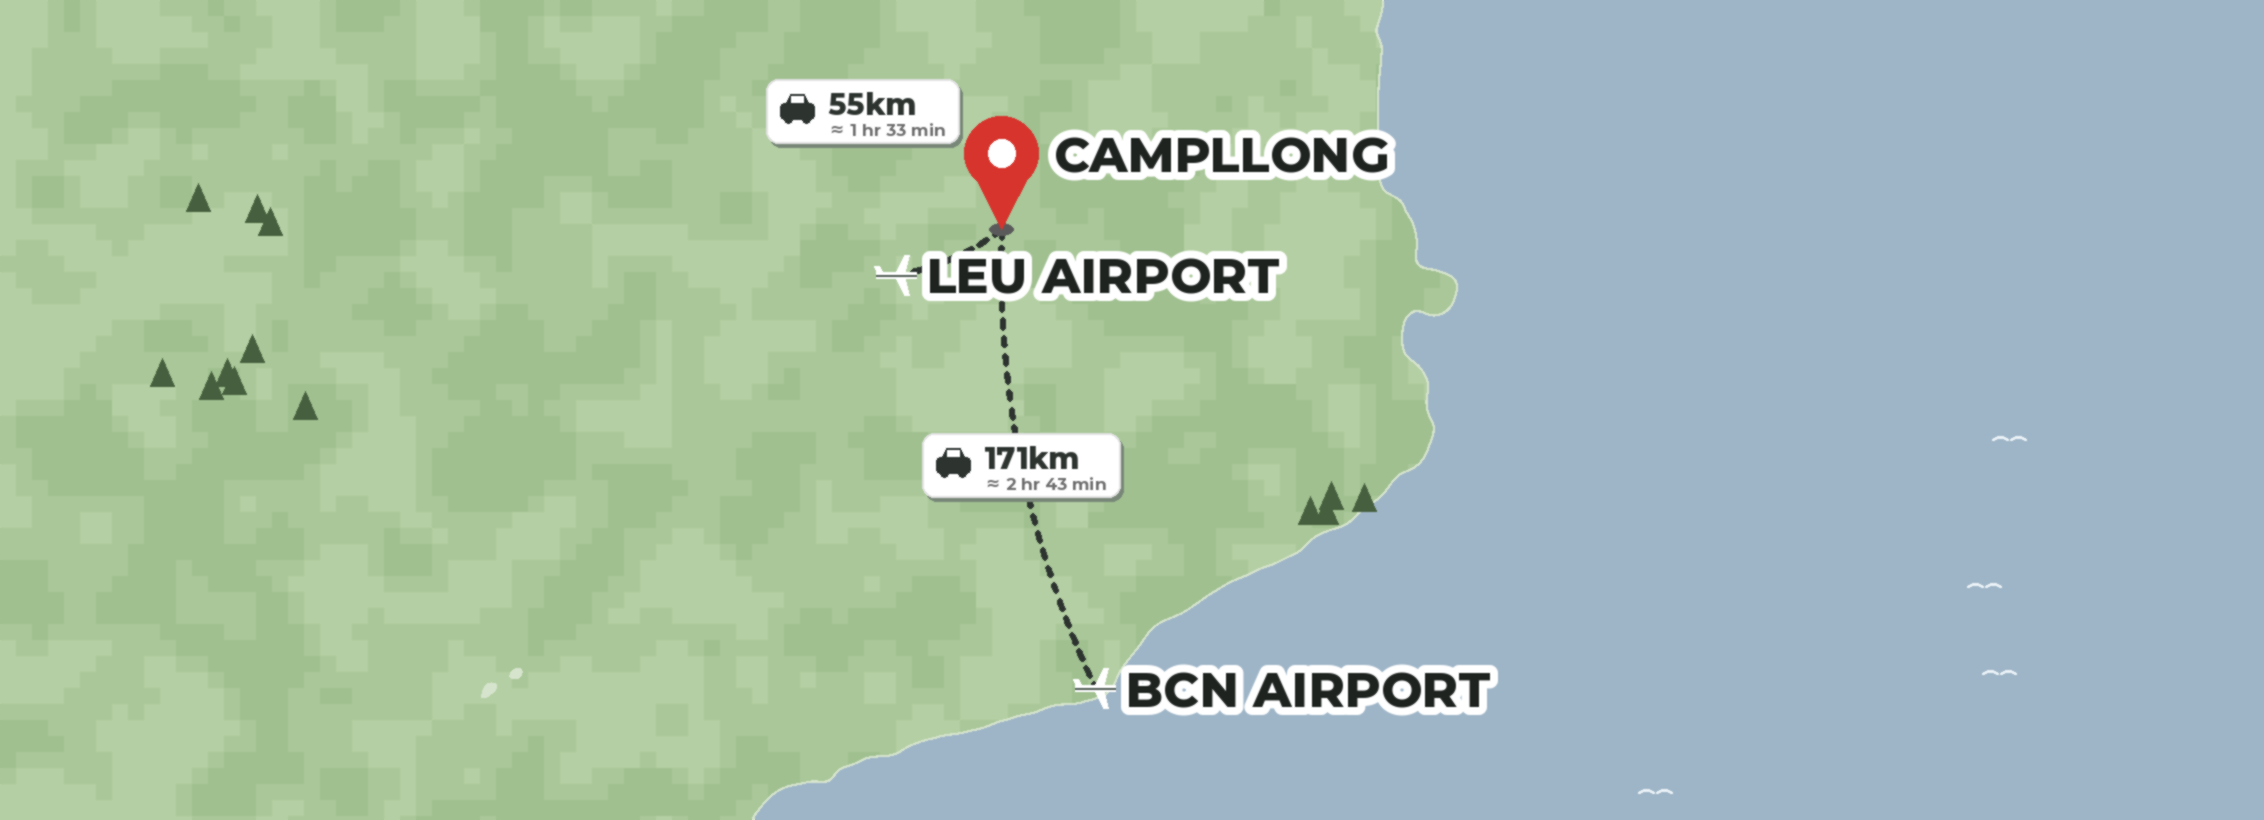 55km
≈ 1 hr 33 min
CAMPLLONG
LEU AIRPORT
171km
≈ 2 hr 43 min
BCN AIRPORT